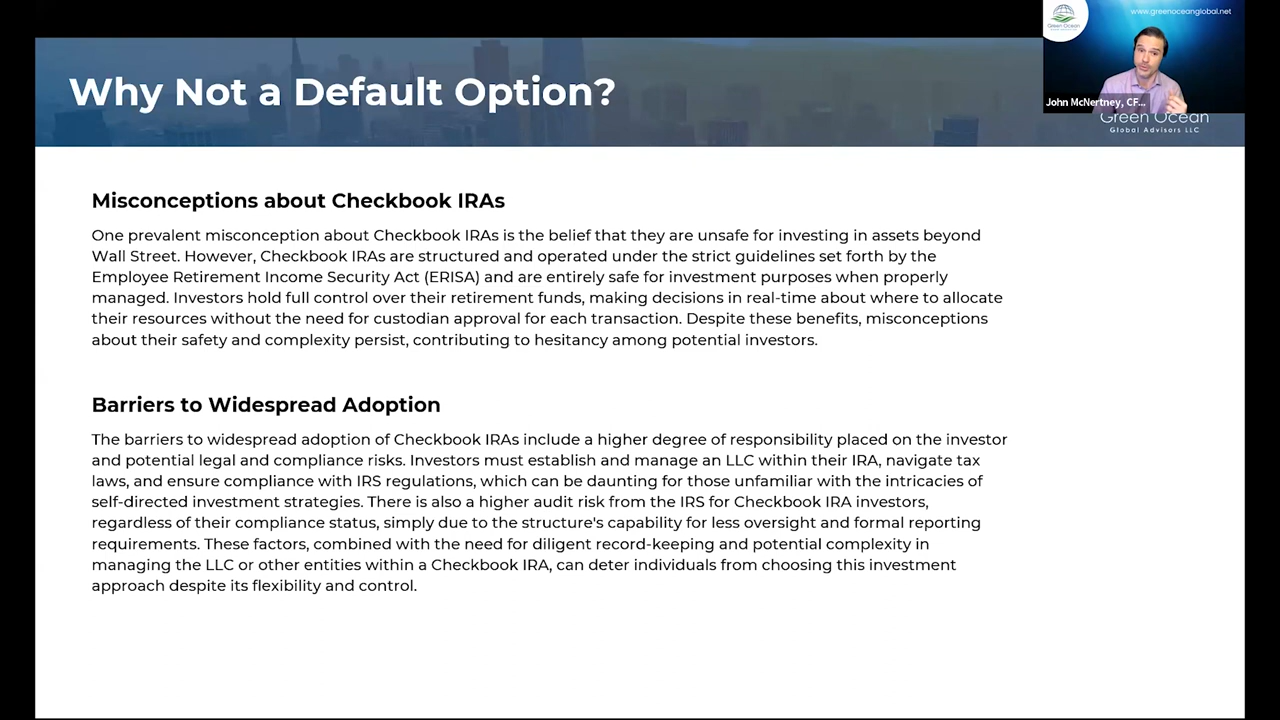 www.greenoceanglobal.net
Green Ocean
Why Not a Default Option?
John McNertney, CF...
Green Ocean
Global Advisors LLC
Misconceptions about Checkbook IRAs
One prevalent misconception about Checkbook IRAs is the belief that they are unsafe for investing in assets beyond
Wall Street. However, Checkbook IRAs are structured and operated under the strict guidelines set forth by the
Employee Retirement Income Security Act (ERISA) and are entirely safe for investment purposes when properly
managed. Investors hold full control over their retirement funds, making decisions in real-time about where to allocate
their resources without the need for custodian approval for each transaction. Despite these benefits, misconceptions
about their safety and complexity persist, contributing to hesitancy among potential investors.
Barriers to Widespread Adoption
The barriers to widespread adoption of Checkbook IRAs include a higher degree of responsibility placed on the investor
and potential legal and compliance risks. Investors must establish and manage an LLC within their IRA, navigate tax
laws, and ensure compliance with IRS regulations, which can be daunting for those unfamiliar with the intricacies of
self-directed investment strategies. There is also a higher audit risk from the IRS for Checkbook IRA investors,
regardless of their compliance status, simply due to the structure's capability for less oversight and formal reporting
requirements. These factors, combined with the need for diligent record-keeping and potential complexity in
managing the LLC or other entities within a Checkbook IRA, can deter individuals from choosing this investment
approach despite its flexibility and control.